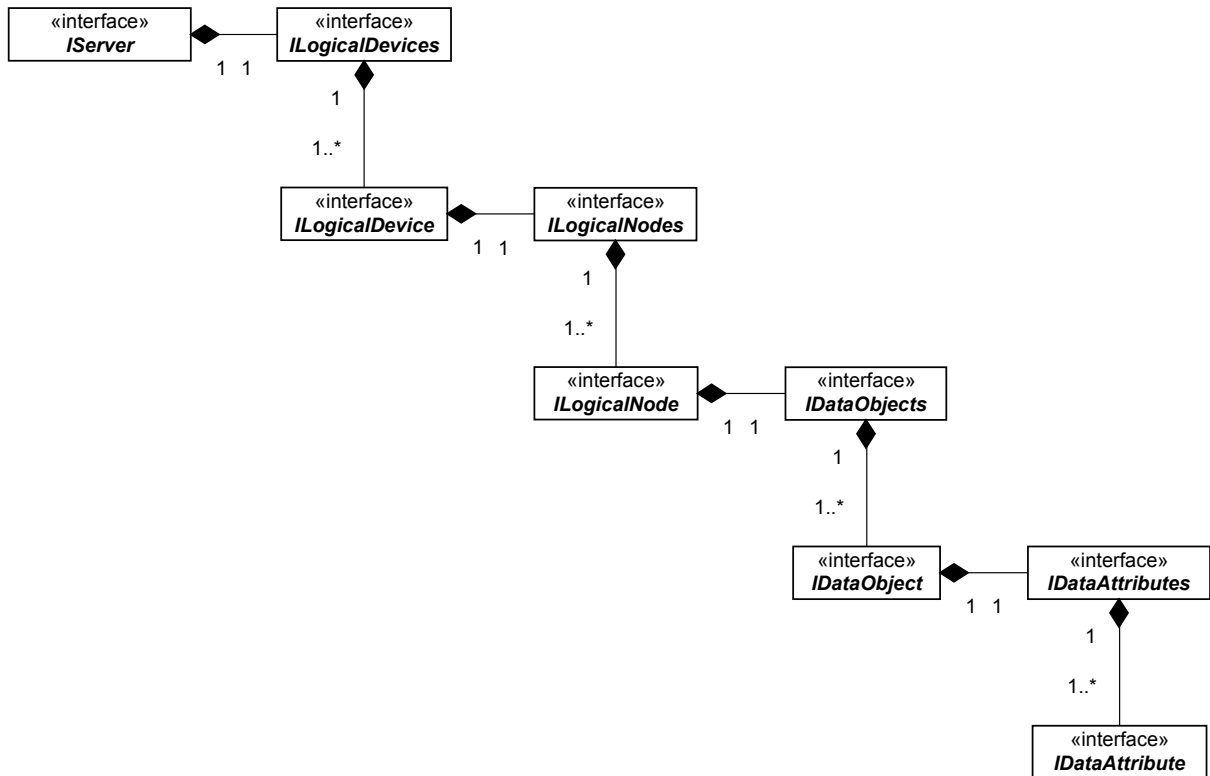 «interface»
IServer
«interface»
ILogicalDevices
1 1
1
1..*
«interface»
ILogicalDevice
«interface»
ILogicalNodes
1 1
1
1..*
«interface»
ILogicalNode
«interface»
IDataObjects
1 1
1
1..*
«interface»
IDataObject
«interface»
IDataAttributes
1 1
1
1..*
«interface»
IDataAttribute